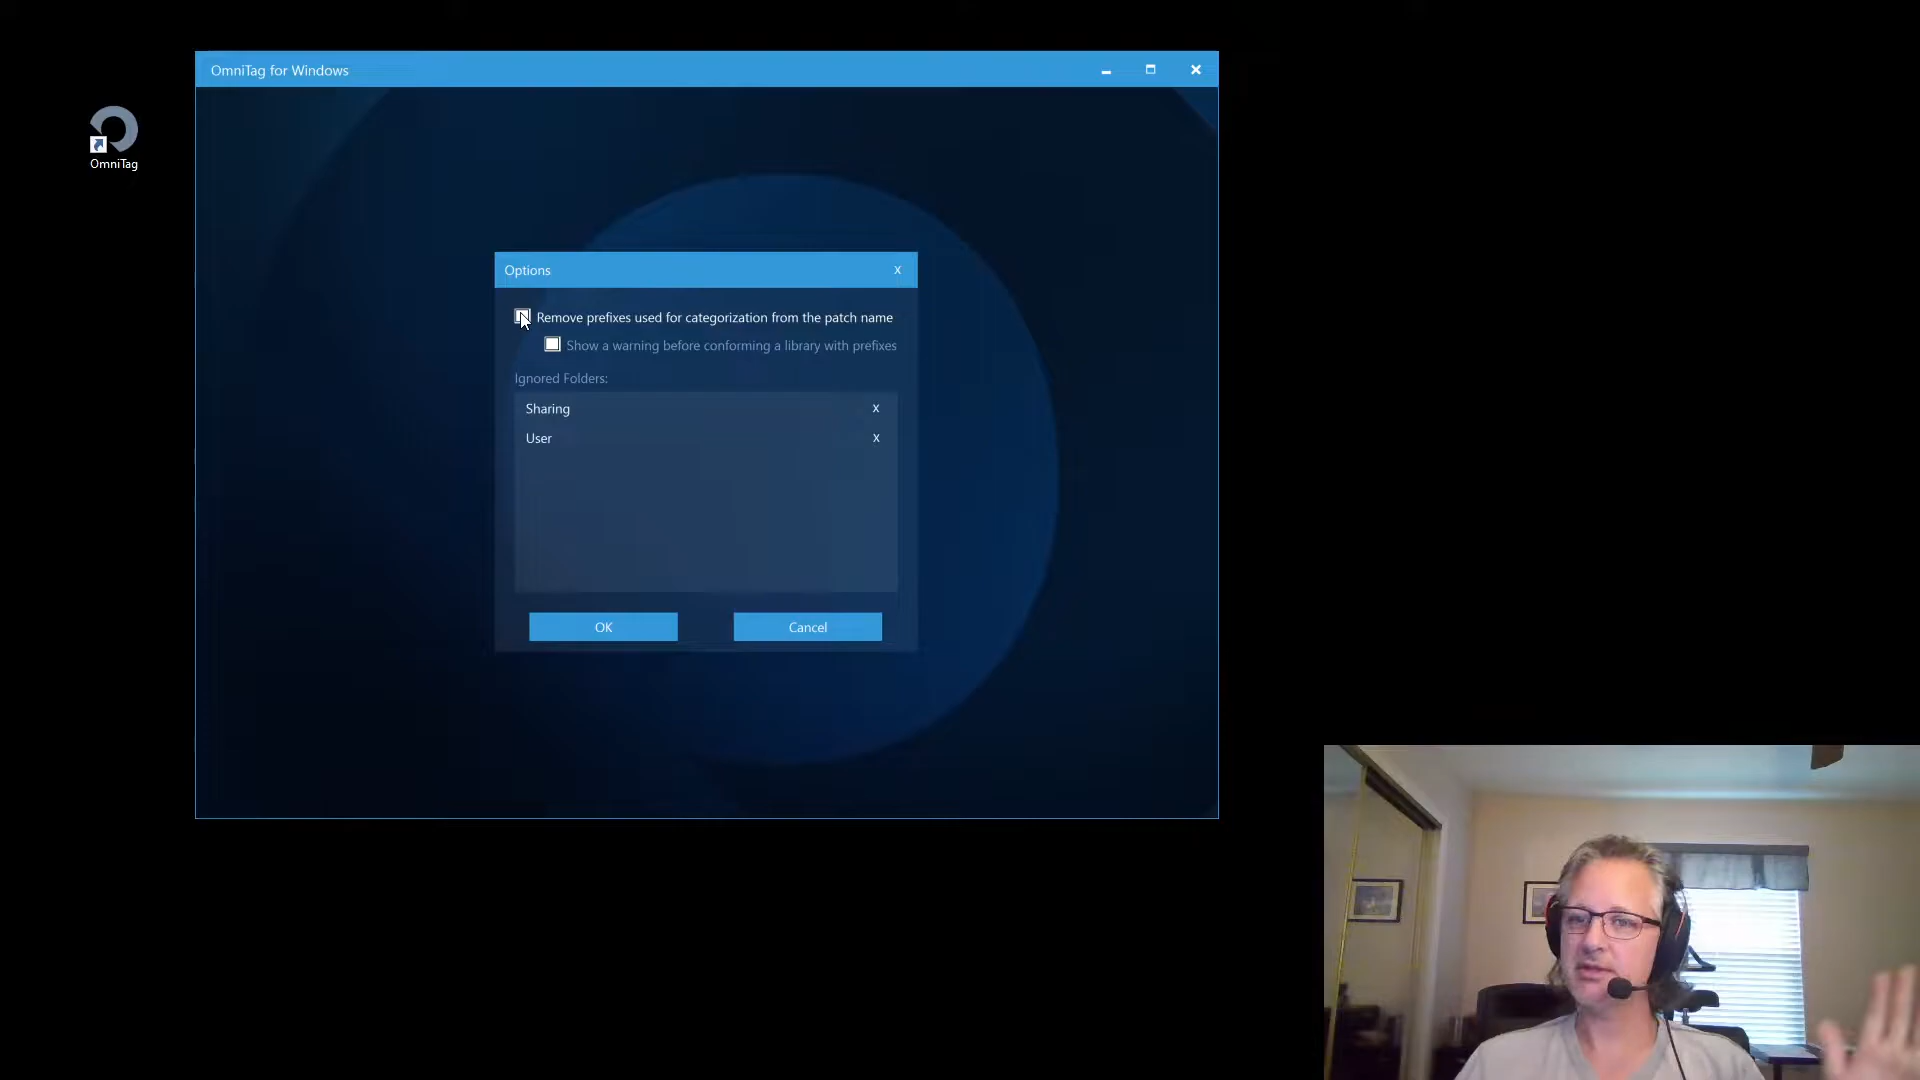 OmniTag for Windows
OmniTag
Options
X
Remove prefixes used for categorization from the patch name
Show a warning before conforming a library with prefixes
Ignored Folders:
Sharing X
User X
OK
Cancel